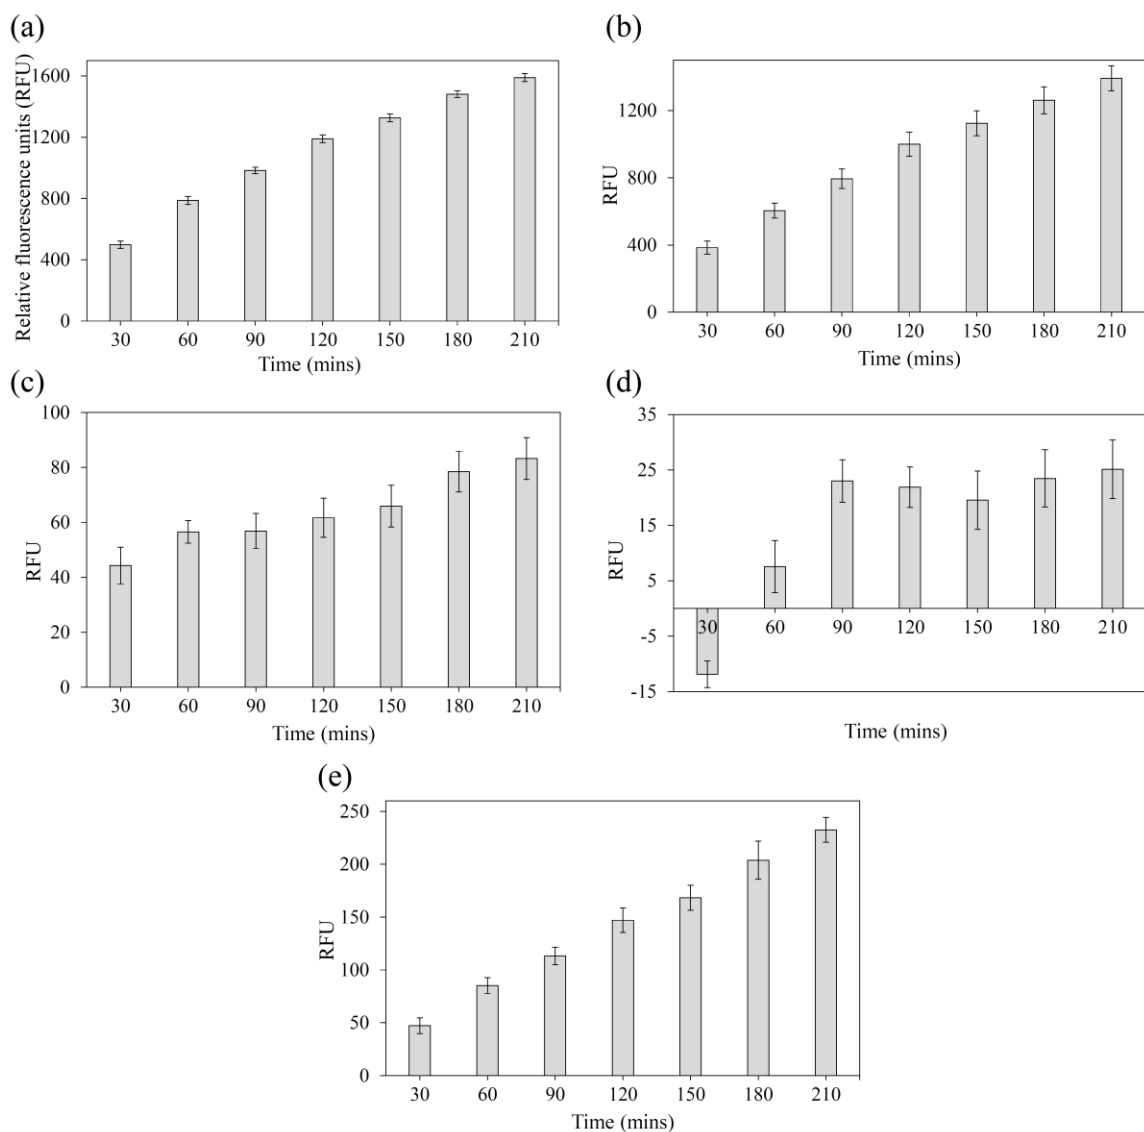 (a)
Relative fluorescence units (RFU)
1600
1200
800
400
0
30 60 90 120 150 180 210
Time (mins)
(b)
RFU
1200
800
400
0
30 60 90 120 150 180 210
Time (mins)
(c)
RFU
100
80
60
40
20
0
30 60 90 120 150 180 210
Time (mins)
(d)
RFU
35
25
15
5
-5
-15
30 60 90 120 150 180 210
Time (mins)
(e)
RFU
250
200
150
100
50
0
30 60 90 120 150 180 210
Time (mins)